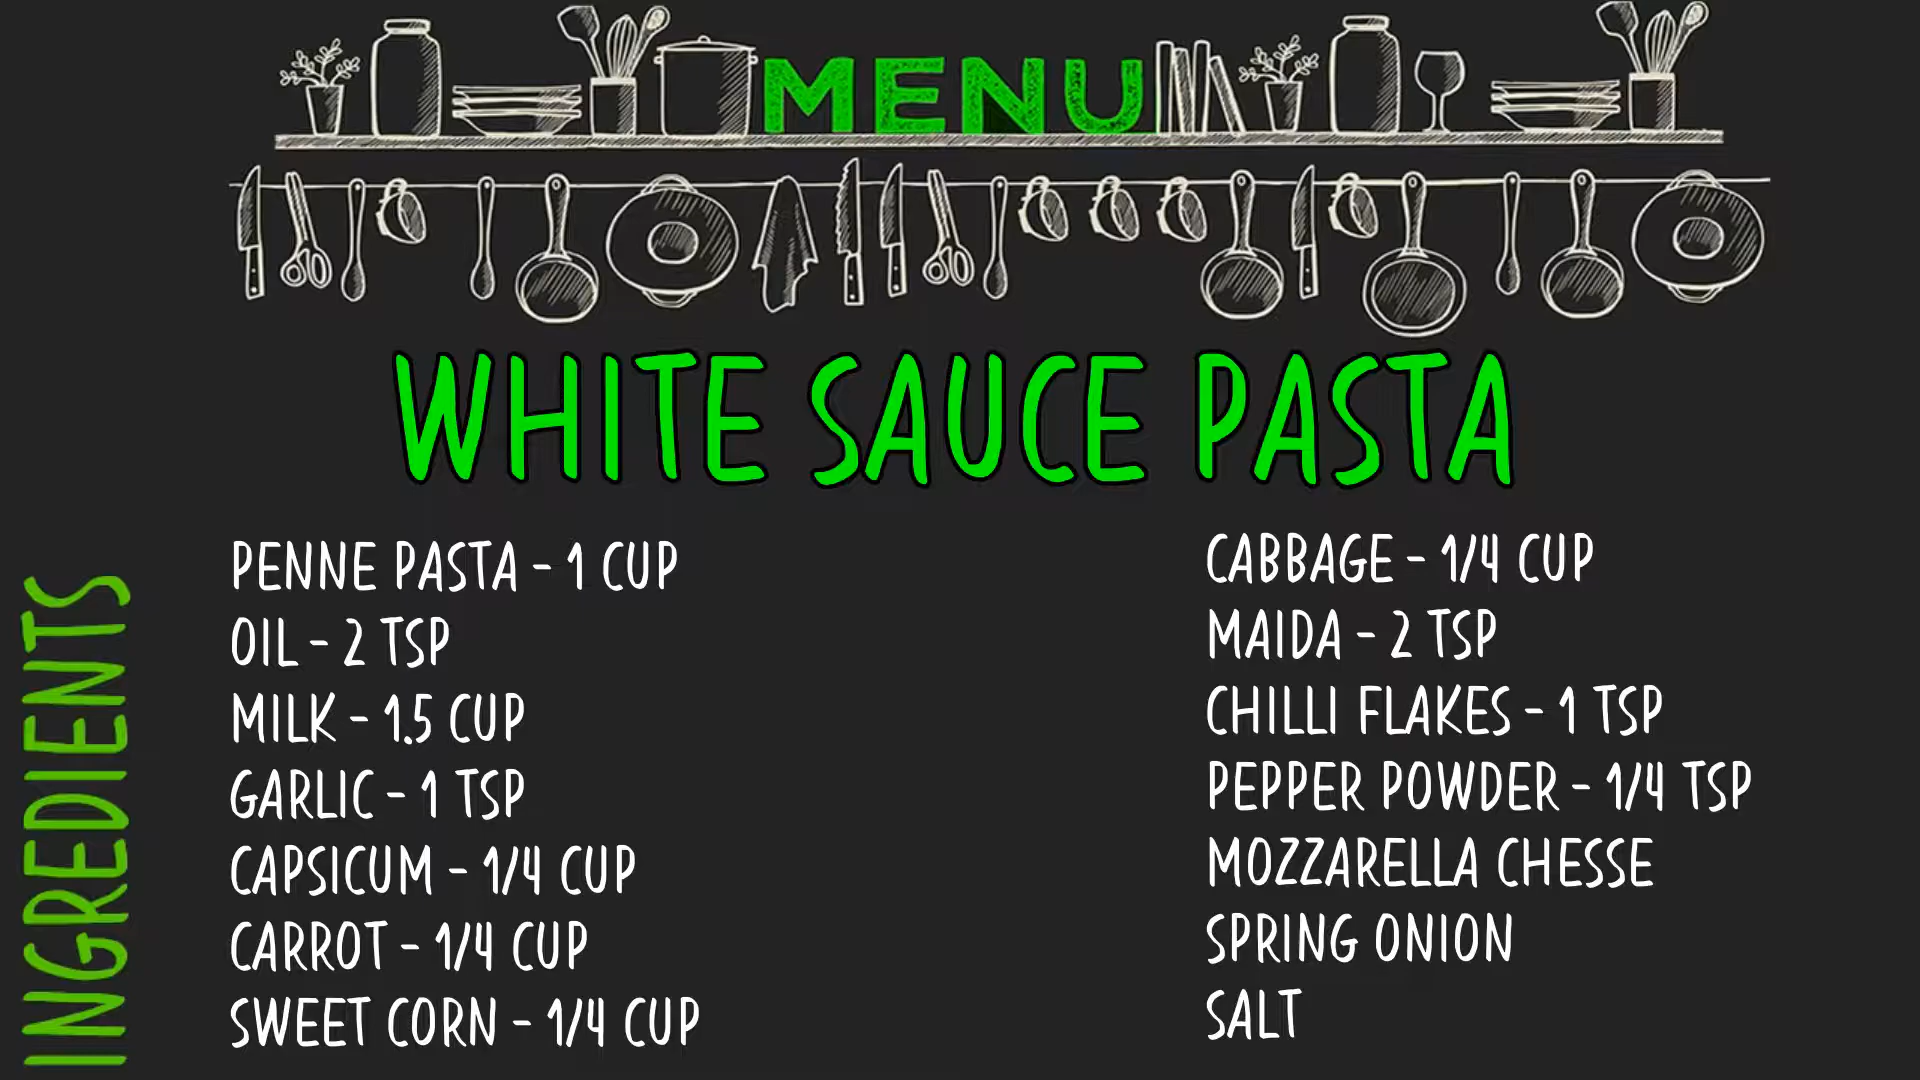 MENU
WHITE SAUCE PASTA
INGREDIENTS
PENNE PASTA - 1 CUP
OIL - 2 TSP
MILK - 1.5 CUP
GARLIC - 1 TSP
CAPSICUM - 1/4 CUP
CARROT - 1/4 CUP
SWEET CORN - 1/4 CUP
CABBAGE - 1/4 CUP
MAIDA - 2 TSP
CHILLI FLAKES - 1 TSP
PEPPER POWDER - 1/4 TSP
MOZZARELLA CHESSE
SPRING ONION
SALT